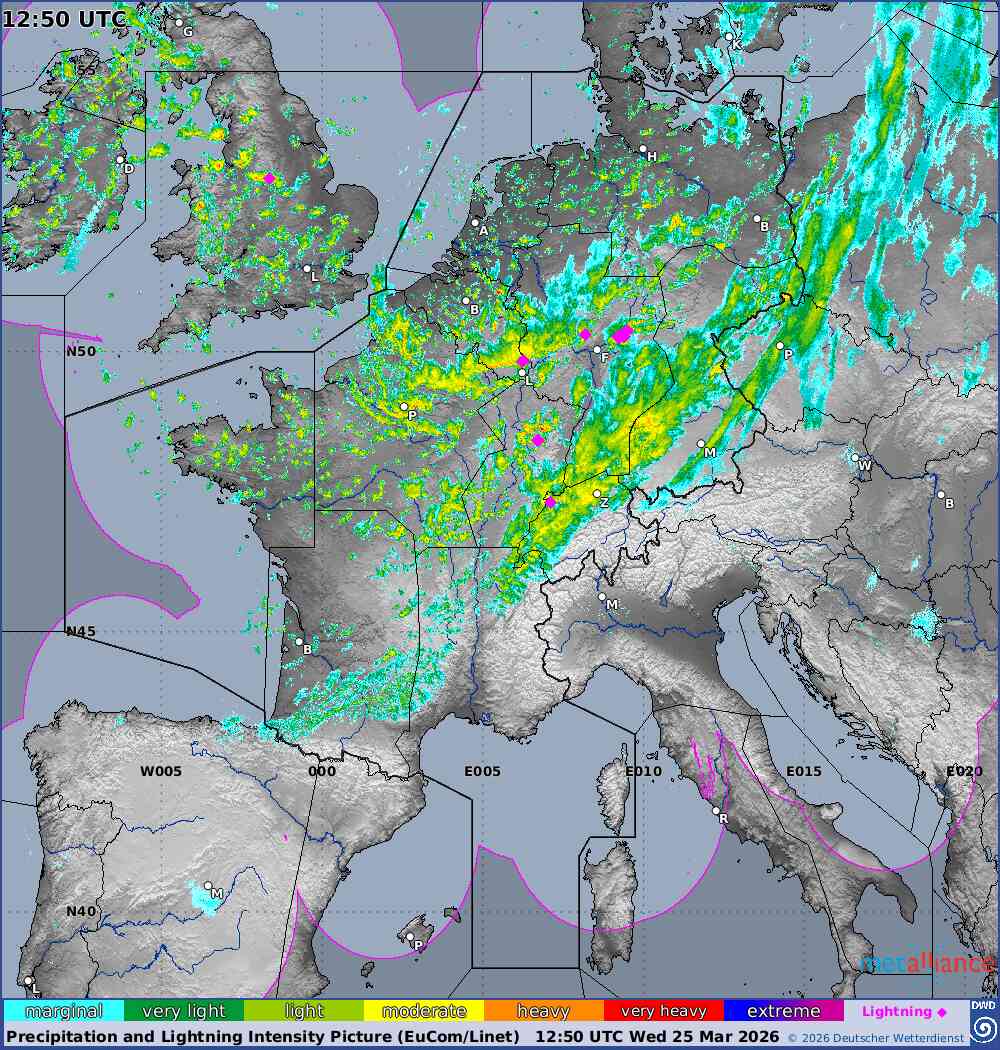 12:50 UTC
G
K
55
H
D
A
B
L
B
N50
F
P
L
P
M
W
Z
B
M
N45
B
W005
000
E005
E010
E015
E020
R
M
N40
P
L
metalliance
marginal very light light moderate heavy very heavy extreme Lightning
DWD
Precipitation and Lightning Intensity Picture (EuCom/Linet) 12:50 UTC Wed 25 Mar 2026 © 2026 Deutscher Wetterdienst